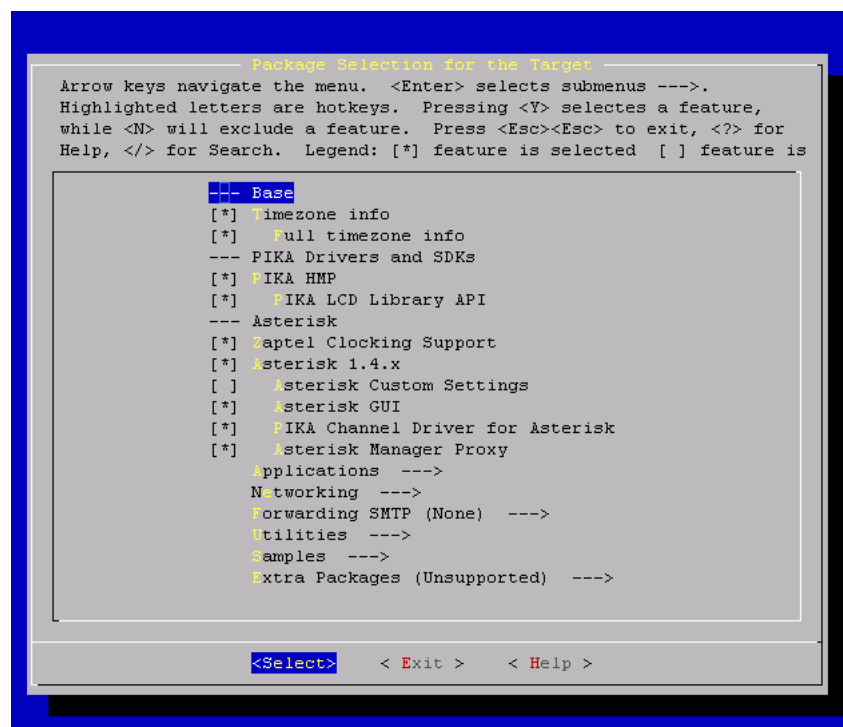 Package Selection for the Target
Arrow keys navigate the menu.  <Enter> selects submenus --->.
Highlighted letters are hotkeys.  Pressing <Y> selectes a feature,
while <N> will exclude a feature.  Press <Esc><Esc> to exit, <?> for
Help, </> for Search.  Legend: [*] feature is selected  [ ] feature is
--- Base
[*] Timezone info
[*]   Full timezone info
--- PIKA Drivers and SDKs
[*] PIKA HMP
[*]   PIKA LCD Library API
--- Asterisk
[*] Zaptel Clocking Support
[*] Asterisk 1.4.x
[ ]   Asterisk Custom Settings
[*]   Asterisk GUI
[*]   PIKA Channel Driver for Asterisk
[*]   Asterisk Manager Proxy
Applications  --->
Networking  --->
Forwarding SMTP (None)  --->
Utilities  --->
Samples  --->
Extra Packages (Unsupported)  --->
<Select>    < Exit >    < Help >